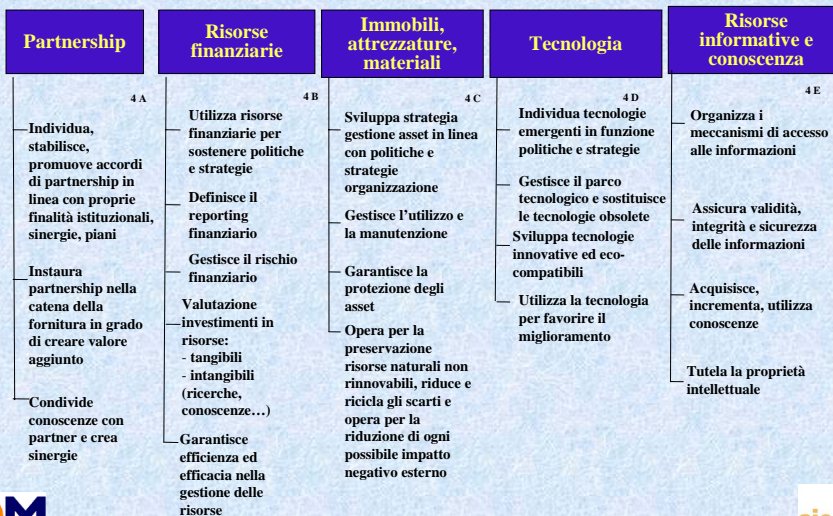 Partnership
4 A
Individua,
stabilisce,
promuove accordi
di partnership in
linea con proprie
finalità istituzionali,
sinergie, piani
Instaura
partnership nella
catena della
fornitura in grado
di creare valore
aggiunto
Condivide
conoscenze con
partner e crea
sinergie
Risorse
finanziarie
4 B
Utilizza risorse
finanziarie per
sostenere politiche
e strategie
Definisce il
reporting
finanziario
Gestisce il rischio
finanziario
Valutazione
investimenti in
risorse:
- tangibili
- intangibili
(ricerche,
conoscenze…)
Garantisce
efficienza ed
efficacia nella
gestione delle
risorse
Immobili,
attrezzature,
materiali
4 C
Sviluppa strategia
gestione asset in linea
con politiche e
strategie
organizzazione
Gestisce l'utilizzo e
la manutenzione
Garantisce la
protezione degli
asset
Opera per la
preservazione
risorse naturali non
rinnovabili, riduce e
ricicla gli scarti e
opera per la
riduzione di ogni
possibile impatto
negativo esterno
Tecnologia
4 D
Individua tecnologie
emergenti in funzione
politiche e strategie
Gestisce il parco
tecnologico e sostituisce
le tecnologie obsolete
Sviluppa tecnologie
innovative ed eco-
compatibili
Utilizza la tecnologia
per favorire il
miglioramento
Risorse
informative e
conoscenza
4 E
Organizza i
meccanismi di accesso
alle informazioni
Assicura validità,
integrità e sicurezza
delle informazioni
Acquisisce,
incrementa, utilizza
conoscenze
Tutela la proprietà
intellettuale